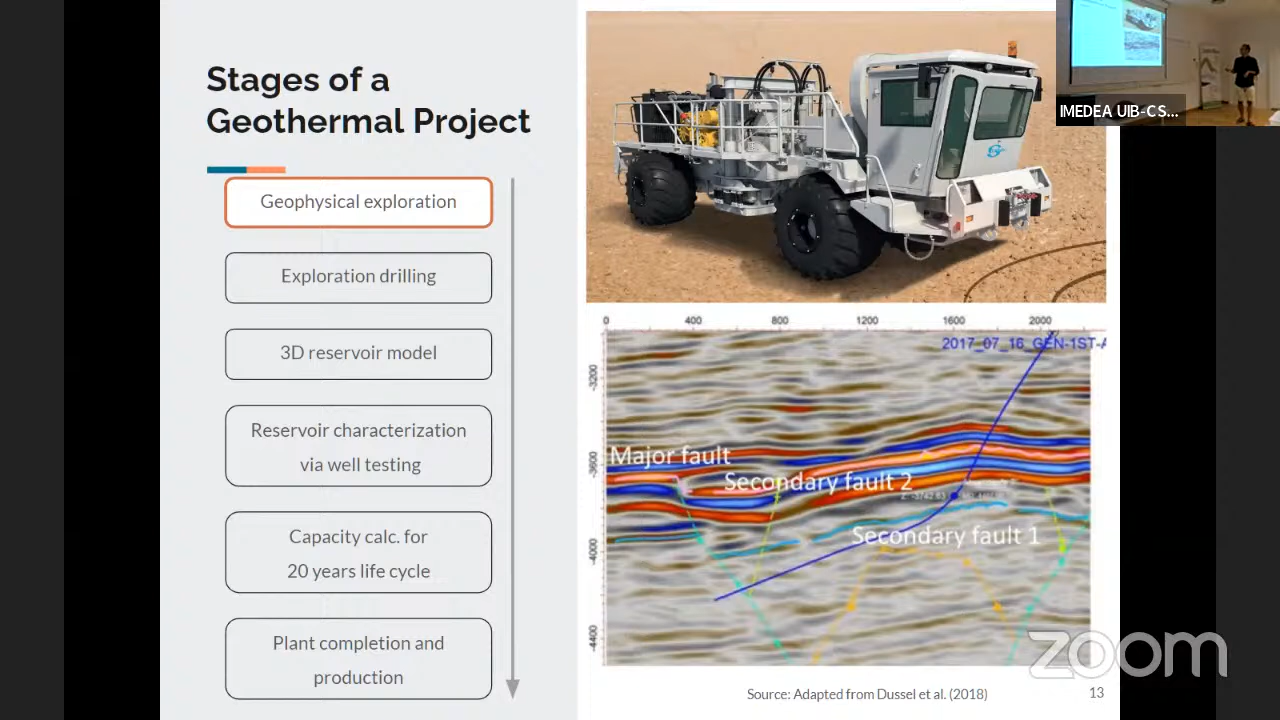 Stages of a
Geothermal Project
Geophysical exploration
Exploration drilling
3D reservoir model
Reservoir characterization
via well testing
Capacity calc. for
20 years life cycle
Plant completion and
production
IMEDEA UIB-CS...
0 400 800 1200 1600 2000
2017_07_16_GEN-1ST-A
-3200
-3600
-4000
-4400
Major fault
Secondary fault 2
Secondary fault 1
zoom
Source: Adapted from Dussel et al. (2018)
13